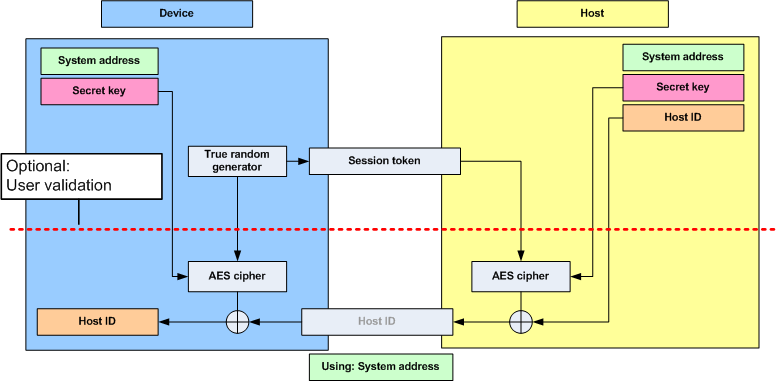 Device
Host
System address
Secret key
System address
Secret key
Host ID
True random
generator
Session token
Optional:
User validation
AES cipher
AES cipher
Host ID
Host ID
Using: System address